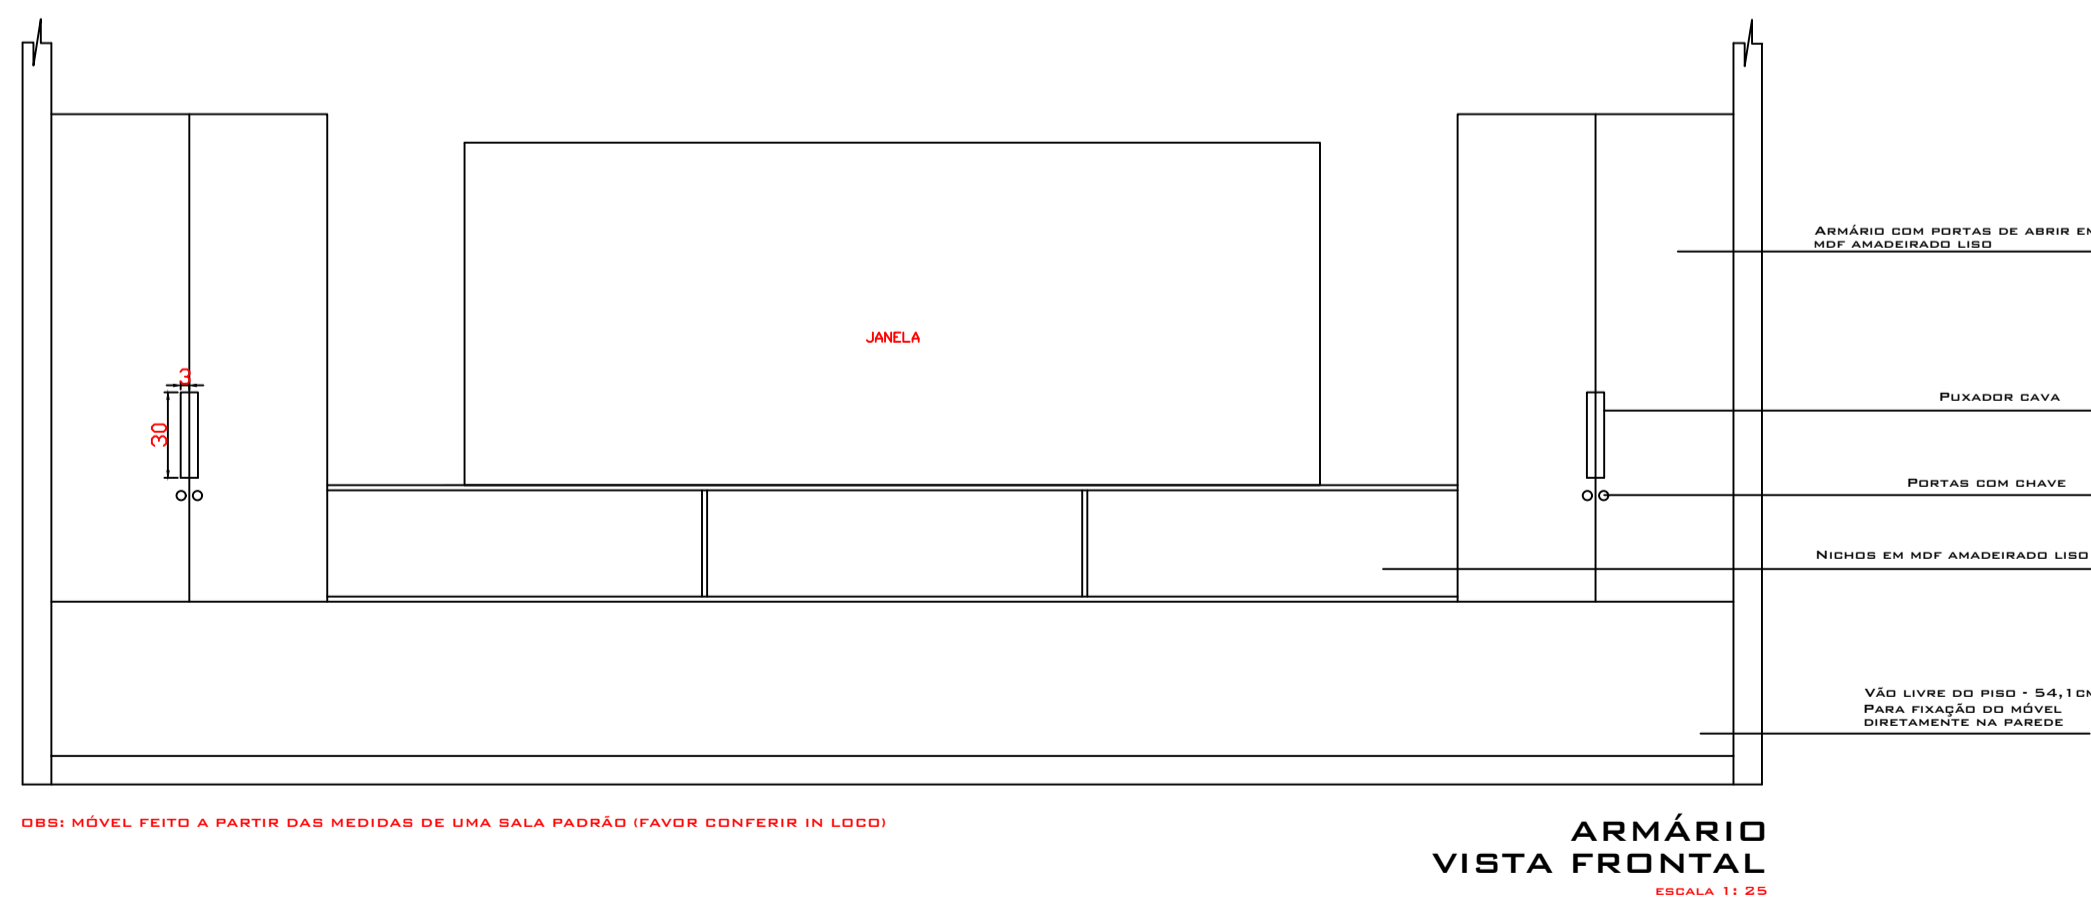 ARMÁRIO COM PORTAS DE ABRIR EM
MDF AMADEIRADO LISO
JANELA
3
30
PUXADOR CAVA
PORTAS COM CHAVE
NICHOS EM MDF AMADEIRADO LISO
VÃO LIVRE DO PISO - 54,1CM
PARA FIXAÇÃO DO MÓVEL
DIRETAMENTE NA PAREDE
OBS: MÓVEL FEITO A PARTIR DAS MEDIDAS DE UMA SALA PADRÃO (FAVOR CONFERIR IN LOCO)
ARMÁRIO
VISTA FRONTAL
ESCALA 1: 25